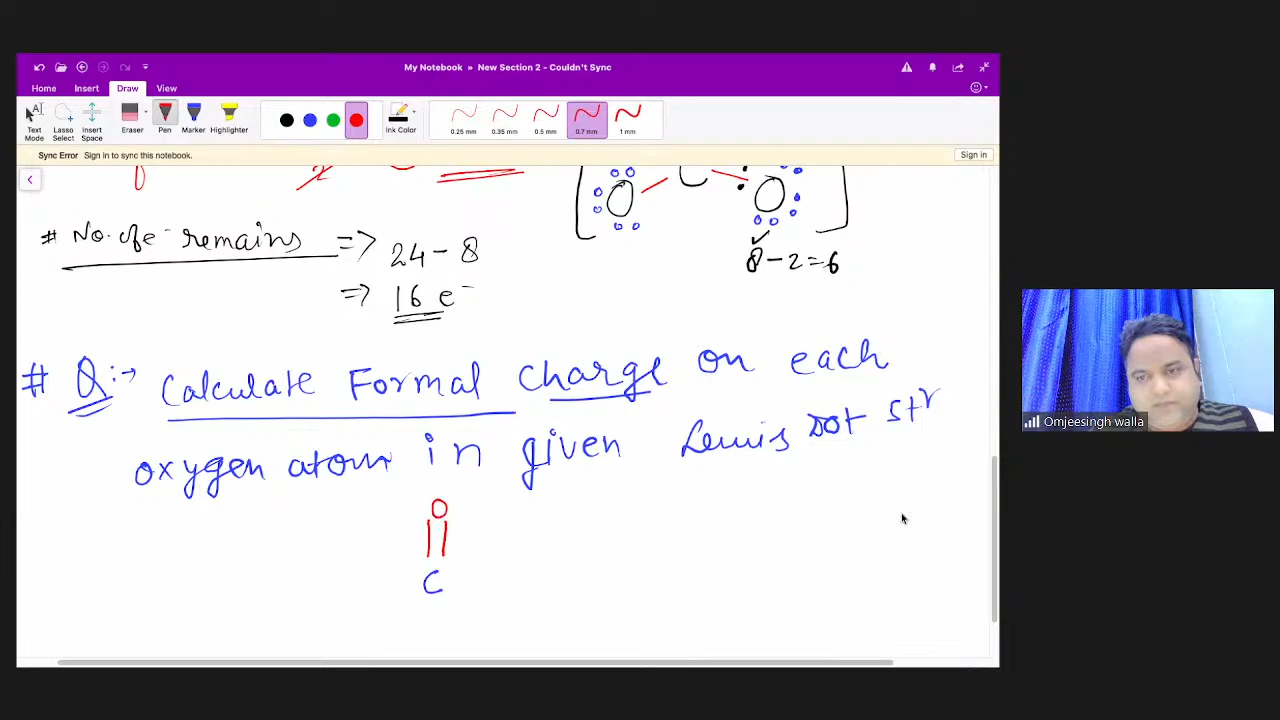 My Notebook » New Section 2 - Couldn't Sync
Home Insert Draw View
Text Mode Lasso Select Insert Space Eraser Pen Marker Highlighter Ink Color 0.25 mm 0.35 mm 0.5 mm 0.7 mm 1 mm
Sync Error Sign in to sync this notebook. Sign in
O C O
# No. of e⁻ remains => 24 - 8
8 - 2 = 6
=> 16 e⁻
# Q:→ Calculate Formal Charge on each
oxygen atom in given Lewis dot str
O
||
C
Omjeesingh walla